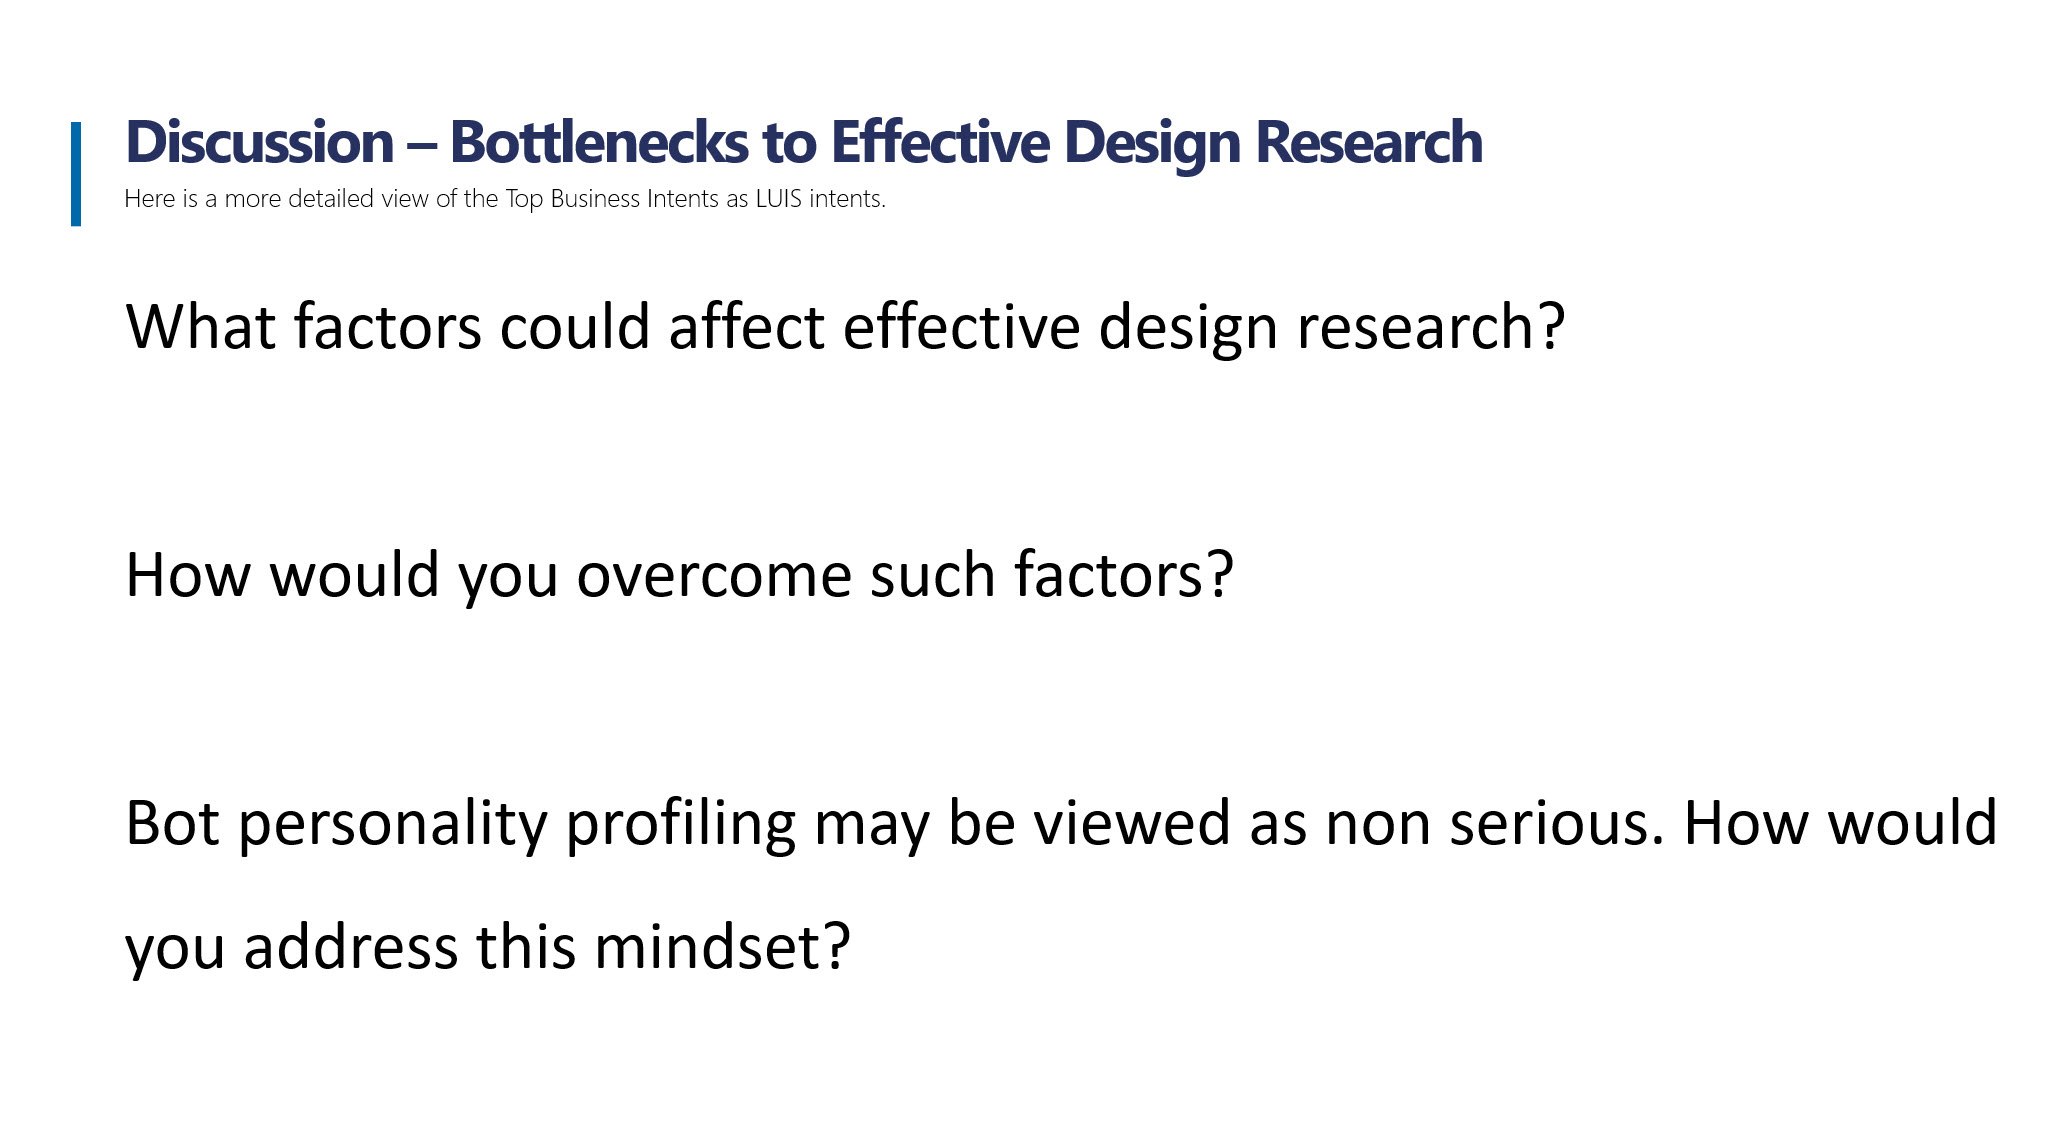 Discussion – Bottlenecks to Effective Design Research
Here is a more detailed view of the Top Business Intents as LUIS intents.
What factors could affect effective design research?
How would you overcome such factors?
Bot personality profiling may be viewed as non serious. How would
you address this mindset?